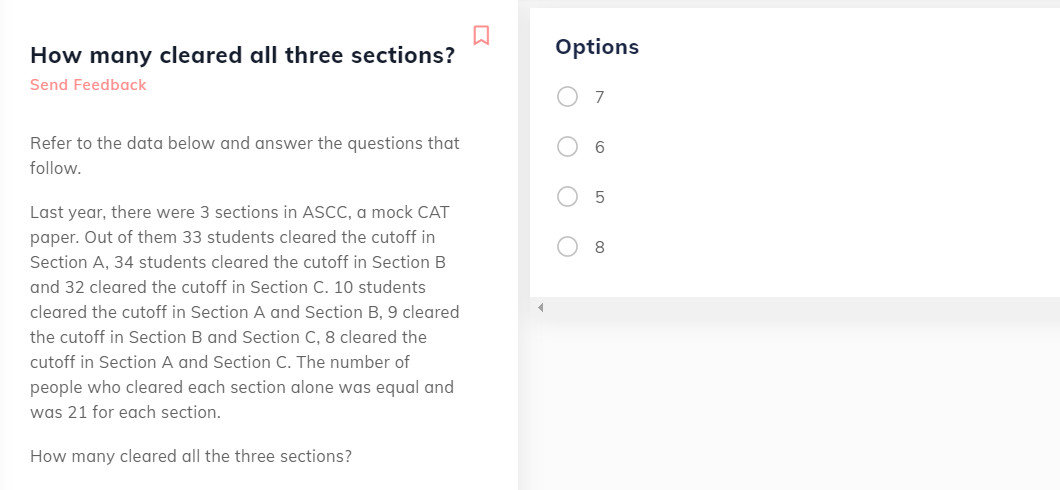 How many cleared all three sections?
Send Feedback
Refer to the data below and answer the questions that
follow.
Last year, there were 3 sections in ASCC, a mock CAT
paper. Out of them 33 students cleared the cutoff in
Section A, 34 students cleared the cutoff in Section B
and 32 cleared the cutoff in Section C. 10 students
cleared the cutoff in Section A and Section B, 9 cleared
the cutoff in Section B and Section C, 8 cleared the
cutoff in Section A and Section C. The number of
people who cleared each section alone was equal and
was 21 for each section.
How many cleared all the three sections?
Options
7
6
5
8